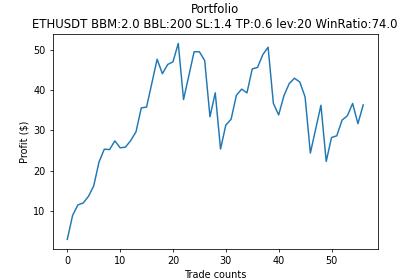 Portfolio
ETHUSDT BBM:2.0 BBL:200 SL:1.4 TP:0.6 lev:20 WinRatio:74.0
50
40
30
20
10
Profit ($)
0 10 20 30 40 50
Trade counts